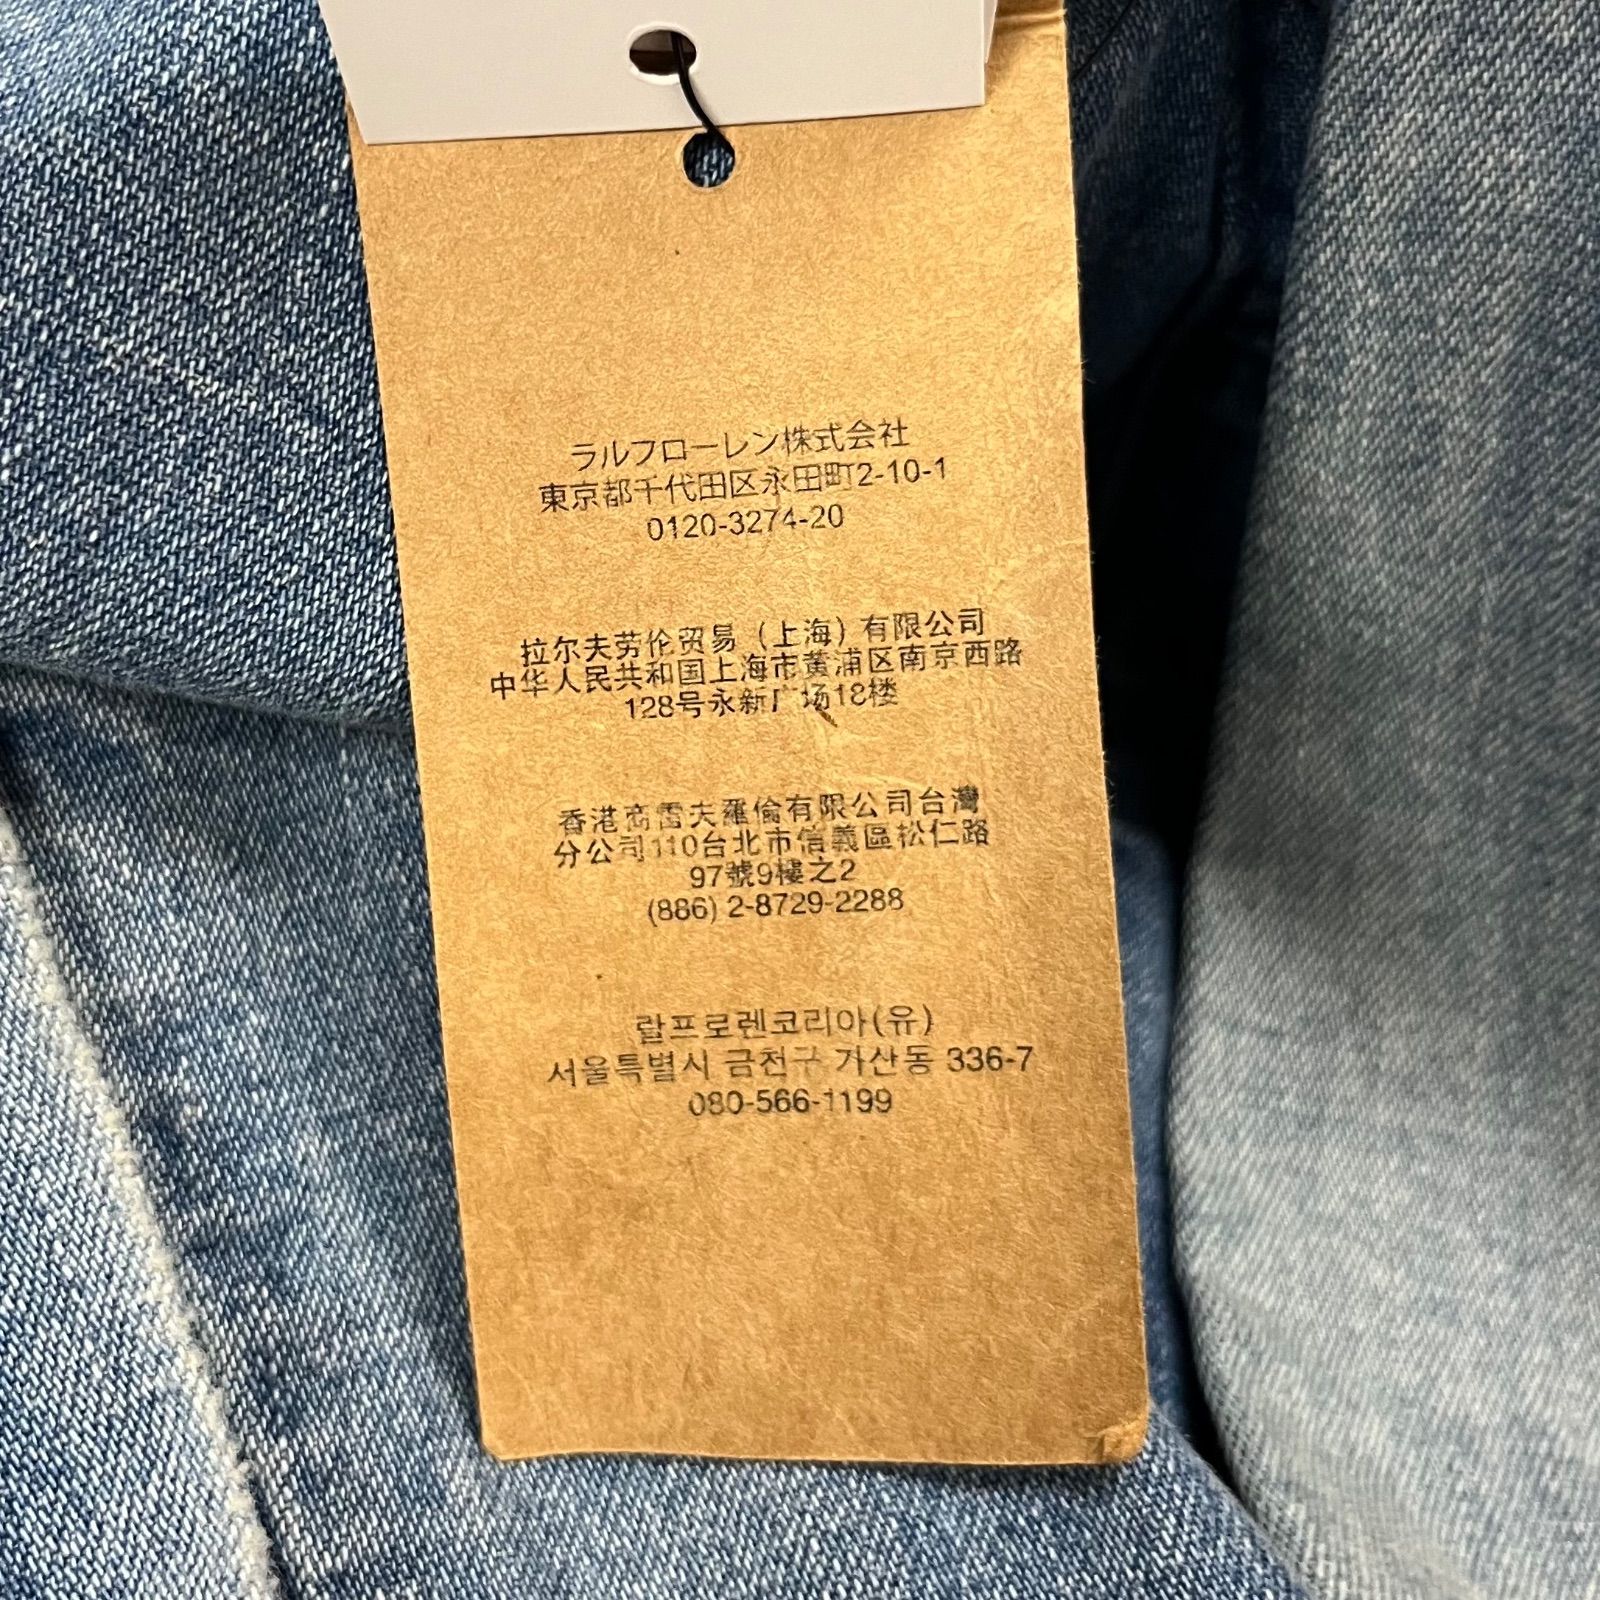 ラルフローレン株式会社
東京都千代田区永田町2-10-1
0120-3274-20
拉尔夫劳伦贸易（上海）有限公司
中华人民共和国上海市黄浦区南京西路
128号永新广场18楼
香港商雷夫羅倫有限公司台灣
分公司110台北市信義區松仁路
97號9樓之2
(886) 2-8729-2288
랄프로렌코리아(유)
서울특별시 금천구 가산동 336-7
080-566-1199